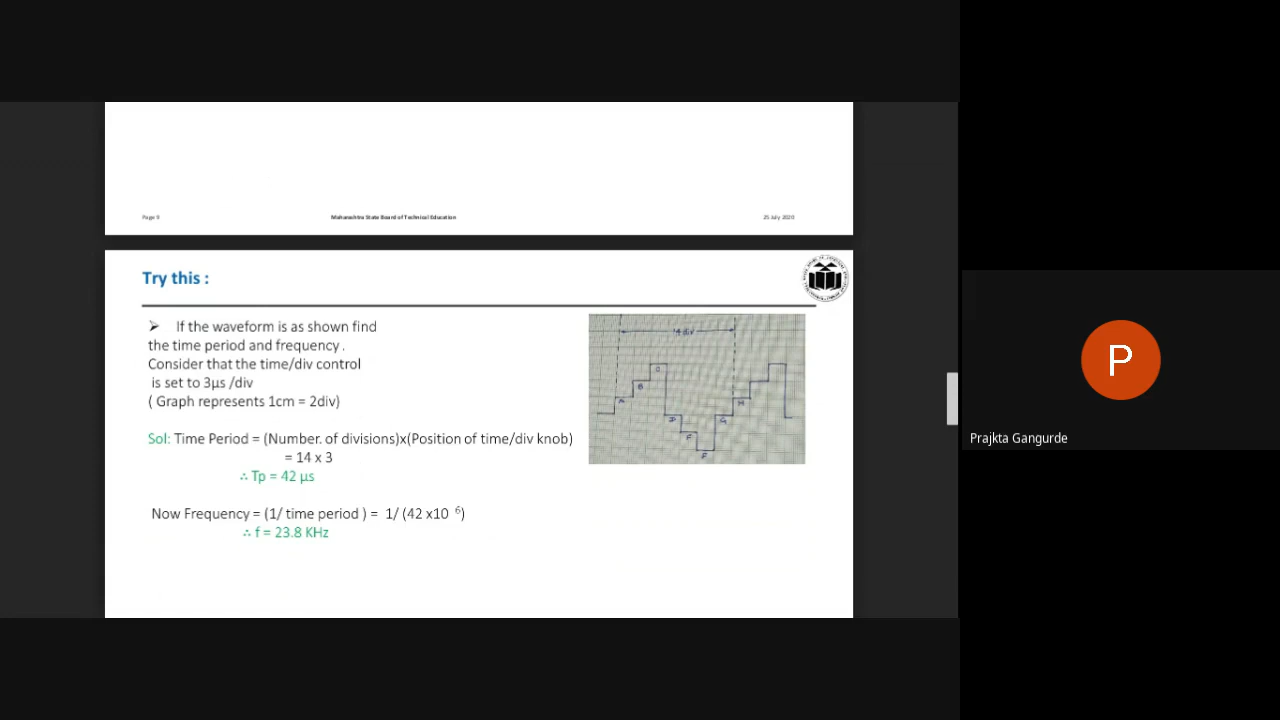 Page 9 Maharashtra State Board of Technical Education 25 July 2020
Try this :
➢ If the waveform is as shown find
the time period and frequency .
Consider that the time/div control
is set to 3µs /div
( Graph represents 1cm = 2div)
Sol: Time Period = (Number. of divisions)x(Position of time/div knob)
= 14 x 3
∴ Tp = 42 µs
Now Frequency = (1/ time period ) = 1/ (42 x10 6)
∴ f = 23.8 KHz
14 div
C
B
A
H
D
G
F
P
Prajkta Gangurde